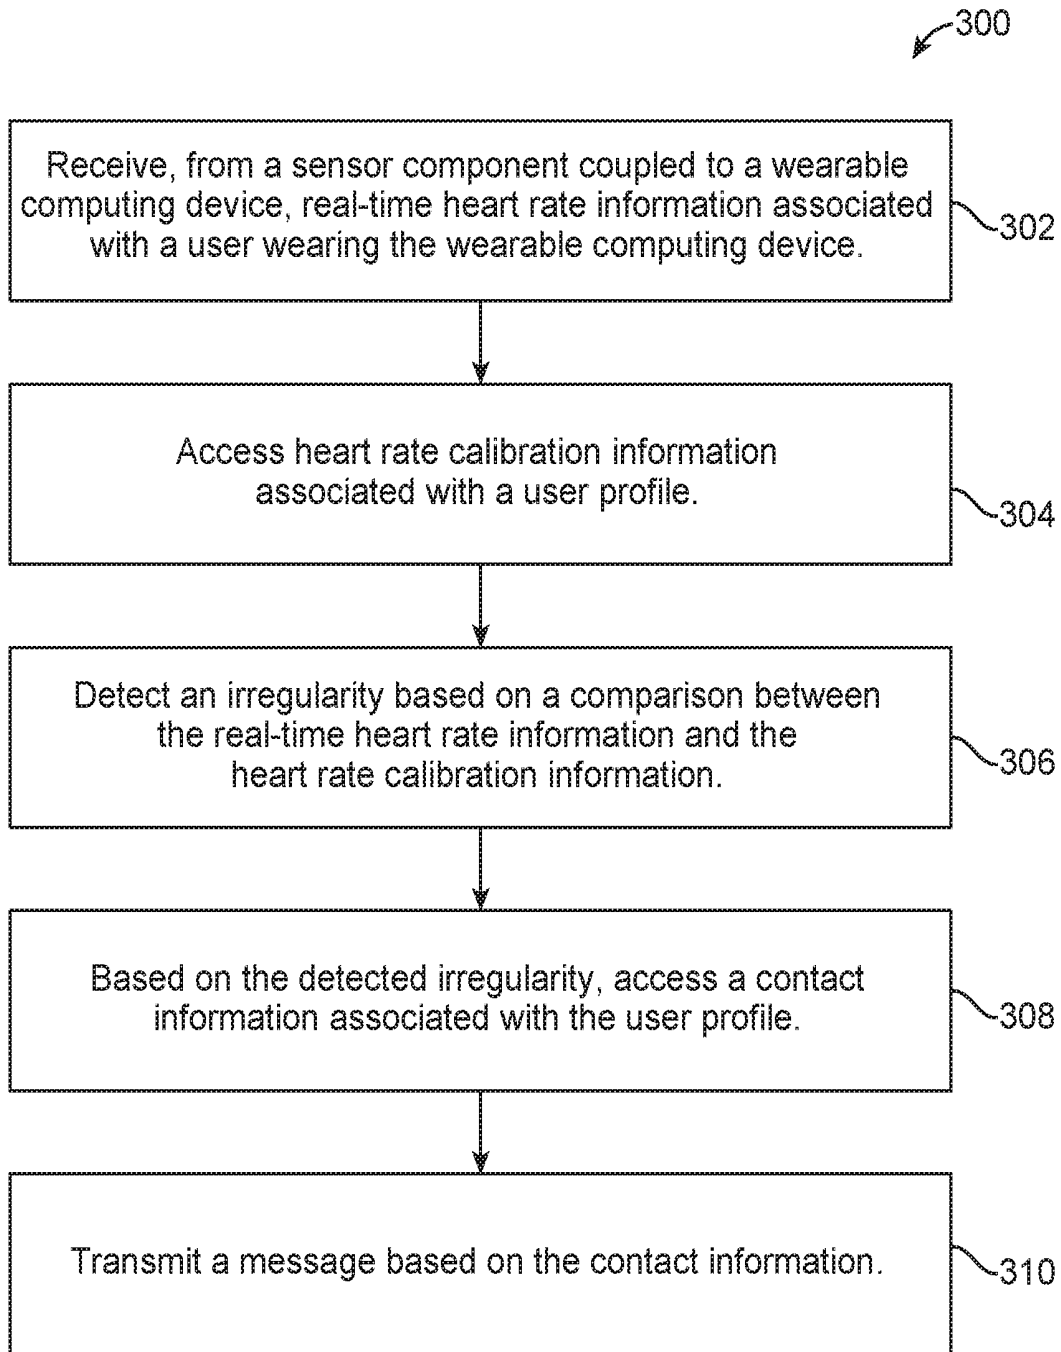 300
Receive, from a sensor component coupled to a wearable
computing device, real-time heart rate information associated
with a user wearing the wearable computing device.
302
Access heart rate calibration information
associated with a user profile.
304
Detect an irregularity based on a comparison between
the real-time heart rate information and the
heart rate calibration information.
306
Based on the detected irregularity, access a contact
information associated with the user profile.
308
Transmit a message based on the contact information.
310